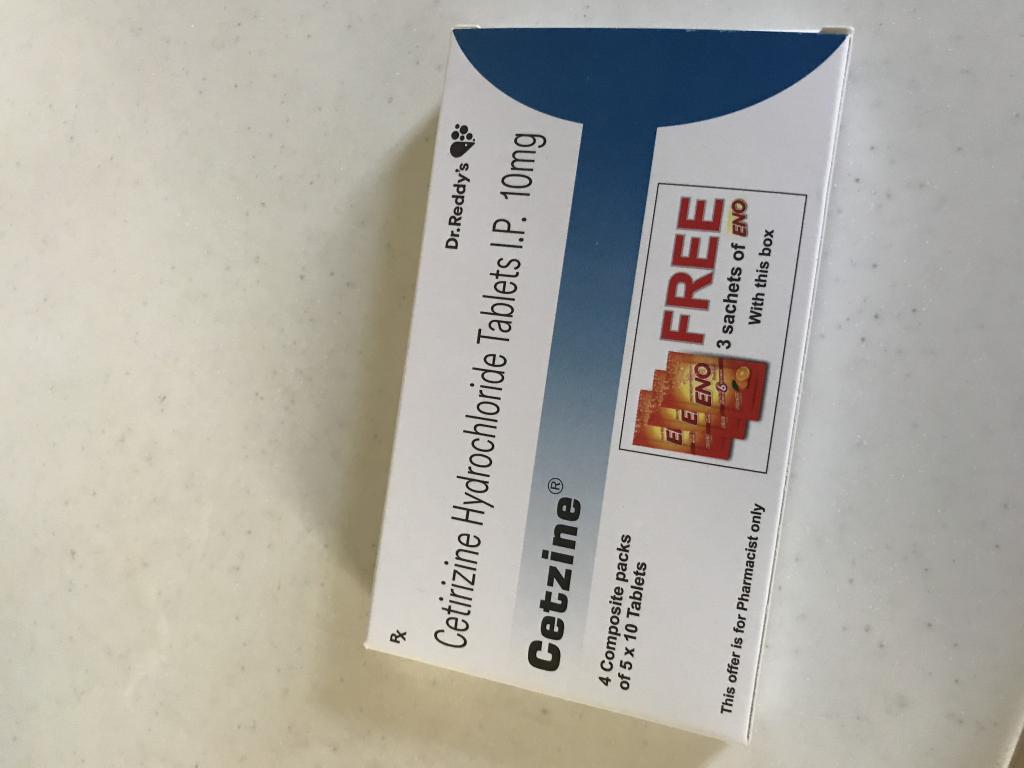 Rx
Dr.Reddy's
Cetirizine Hydrochloride Tablets I.P. 10mg
Cetzine®
4 Composite packs
of 5 x 10 Tablets
E
E
ENO
FREE
3 sachets of ENO
With this box
This offer is for Pharmacist only